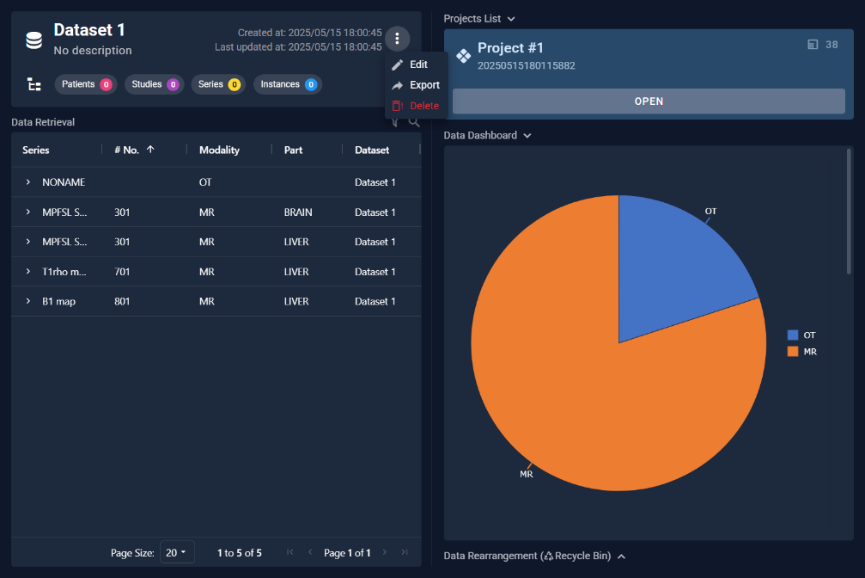 Dataset 1
No description
Created at: 2025/05/15 18:00:45
Last updated at: 2025/05/15 18:00:45
Patients 0 Studies 0 Series 0 Instances 0
Edit
Export
Delete
Data Retrieval
Series # No. Modality Part Dataset
NONAME OT Dataset 1
MPFSL S... 301 MR BRAIN Dataset 1
MPFSL S... 301 MR LIVER Dataset 1
T1rho m... 701 MR LIVER Dataset 1
B1 map 801 MR LIVER Dataset 1
Page Size: 20 1 to 5 of 5 Page 1 of 1
Projects List
Project #1 38
20250515180115882
OPEN
Data Dashboard
OT
MR
OT
MR
Data Rearrangement (Recycle Bin)